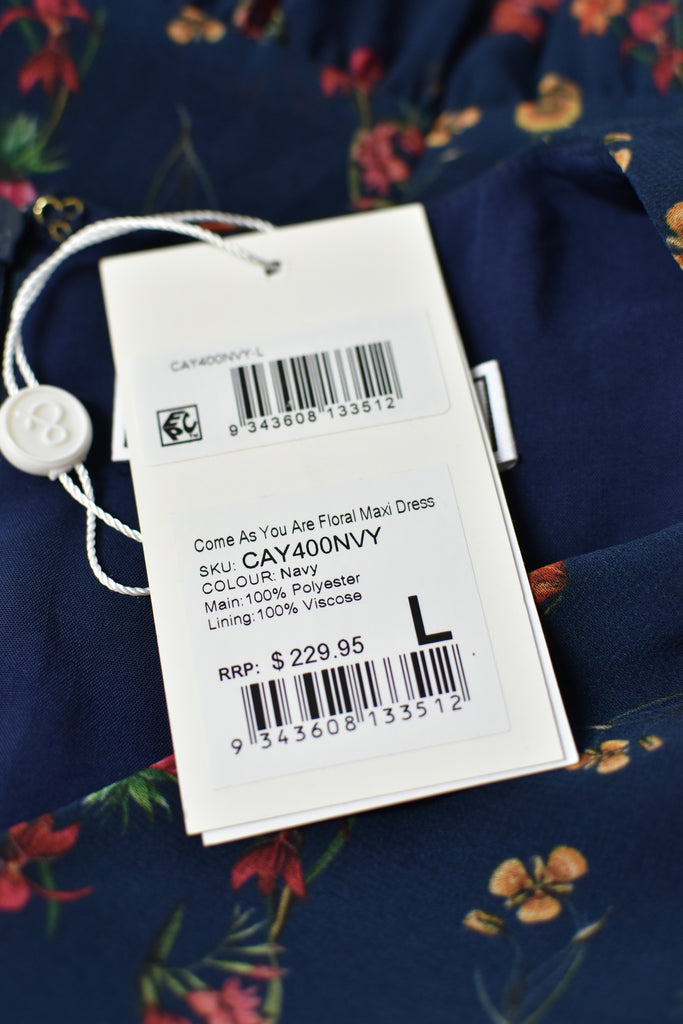 CAY400NVY-L
EPC™
9 343608 133512
Come As You Are Floral Maxi Dress
SKU: CAY400NVY
COLOUR: Navy
Main:100% Polyester
Lining:100% Viscose
L
RRP: $ 229.95
9 343608 133512